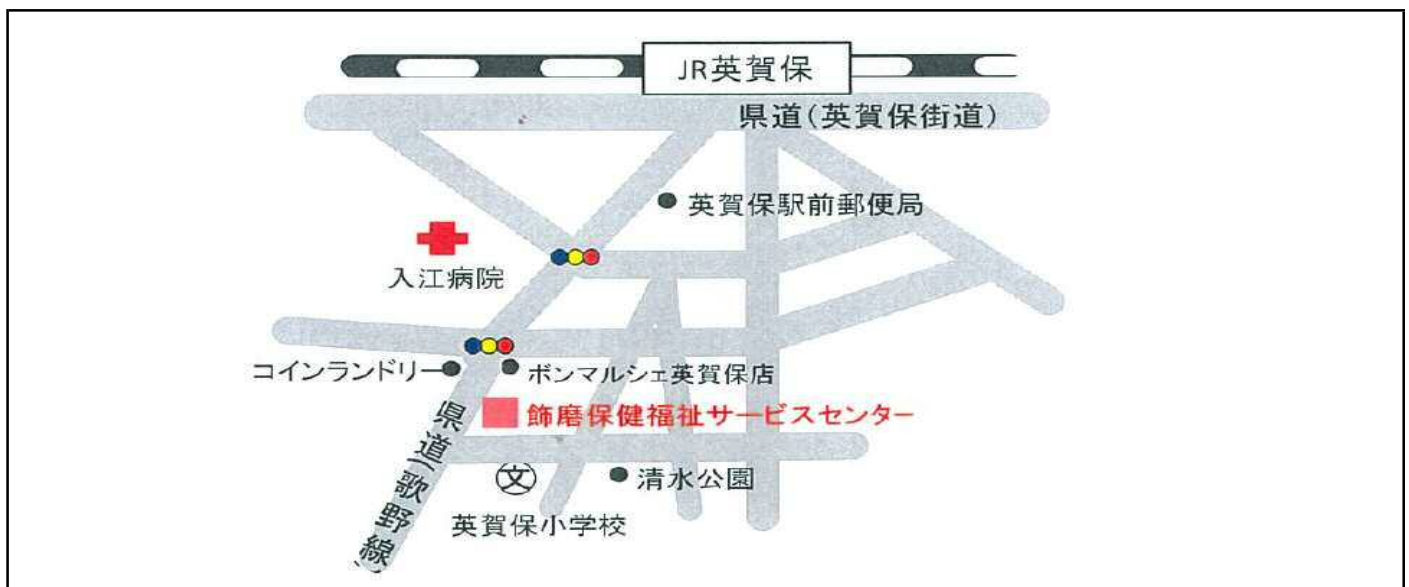 JR英賀保
県道(英賀保街道)
英賀保駅前郵便局
入江病院
コインランドリー
ボンマルシェ英賀保店
飾磨保健福祉サービスセンター
県道(歌野線)
文
清水公園
英賀保小学校